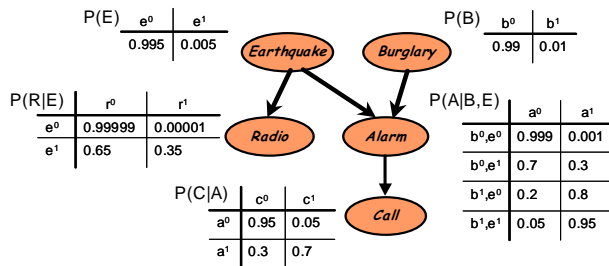 P(E)
e⁰ e¹
0.995 0.005
Earthquake
Burglary
P(B)
b⁰ b¹
0.99 0.01
P(R|E)
r⁰ r¹
e⁰ 0.99999 0.00001
e¹ 0.65 0.35
Radio
Alarm
P(A|B,E)
a⁰ a¹
b⁰,e⁰ 0.999 0.001
b⁰,e¹ 0.7 0.3
b¹,e⁰ 0.2 0.8
b¹,e¹ 0.05 0.95
P(C|A)
c⁰ c¹
a⁰ 0.95 0.05
a¹ 0.3 0.7
Call